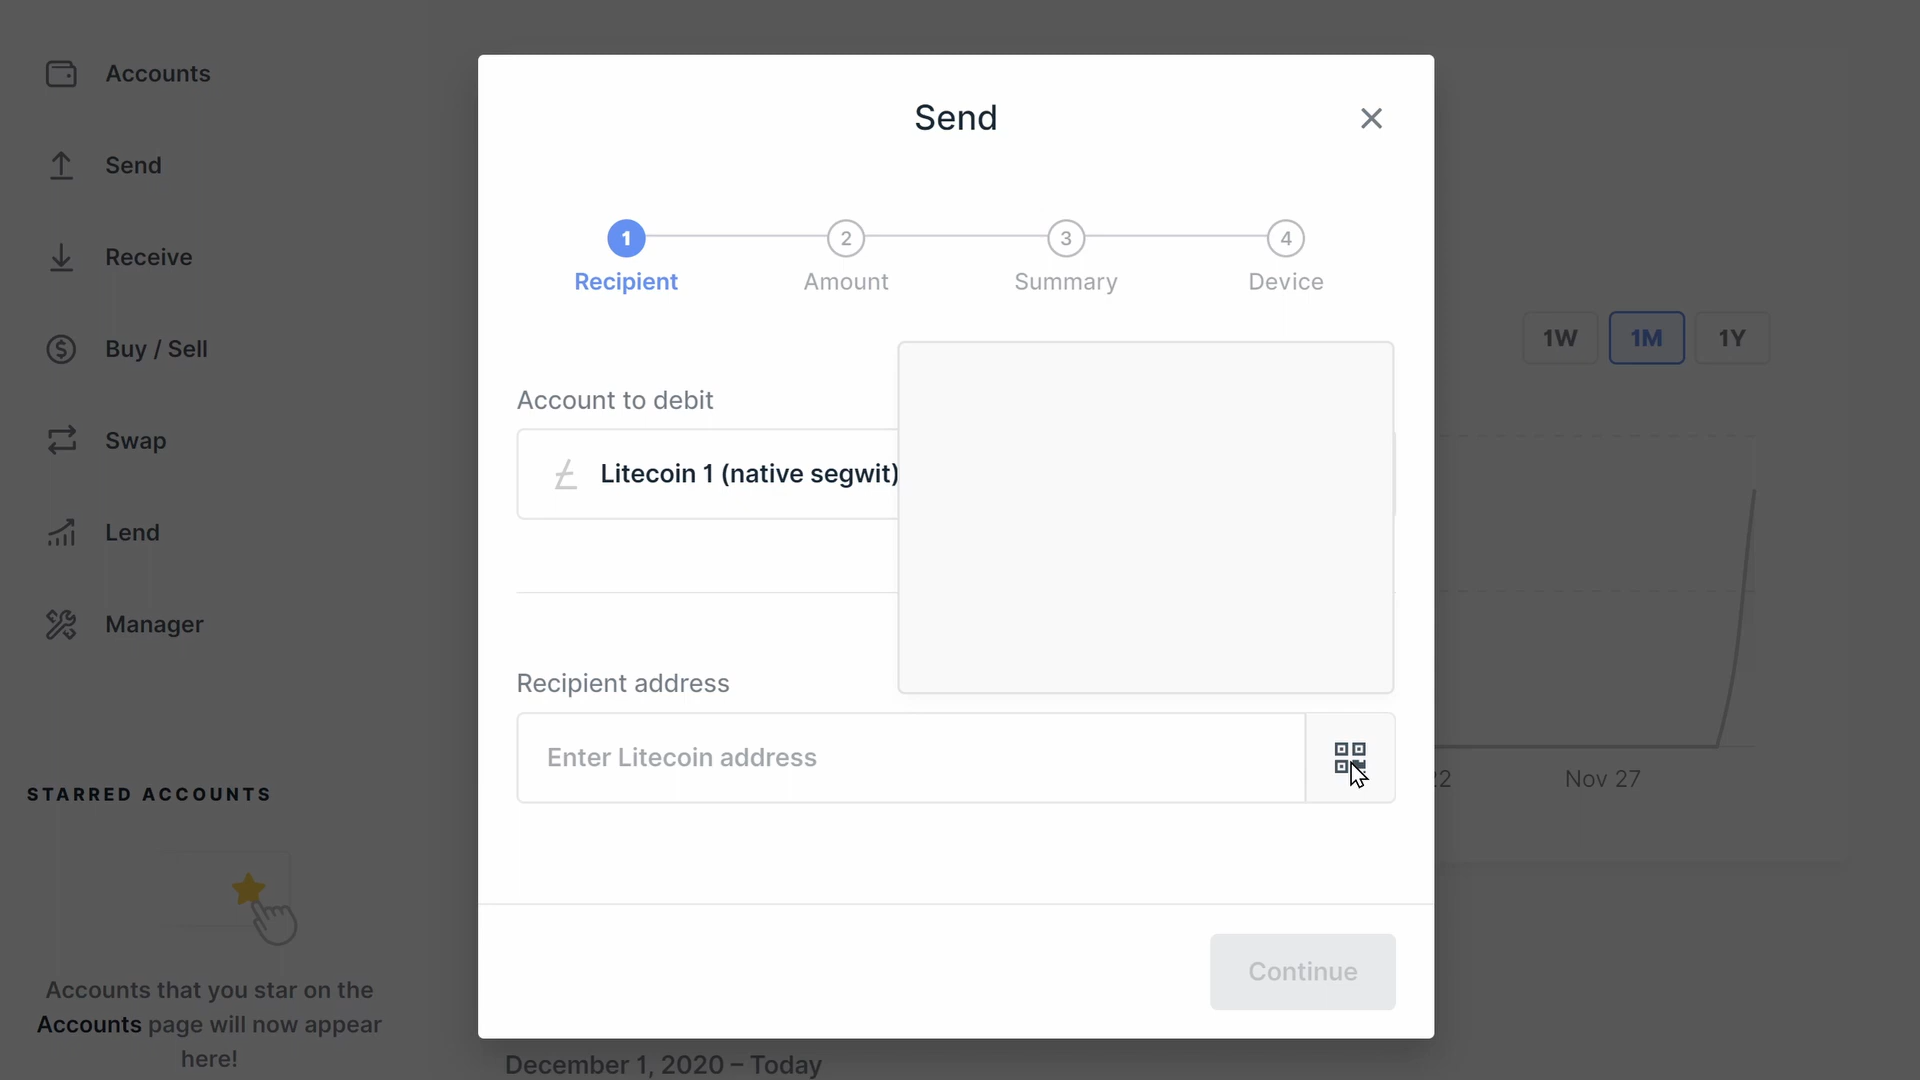 Accounts
Send
Receive
Buy / Sell
Swap
Lend
Manager
STARRED ACCOUNTS
Accounts that you star on the
Accounts page will now appear
here!
Send
1
2
3
4
Recipient
Amount
Summary
Device
Account to debit
Litecoin 1 (native segwit)
Recipient address
Enter Litecoin address
Continue
1W
1M
1Y
22
Nov 27
December 1, 2020 – Today